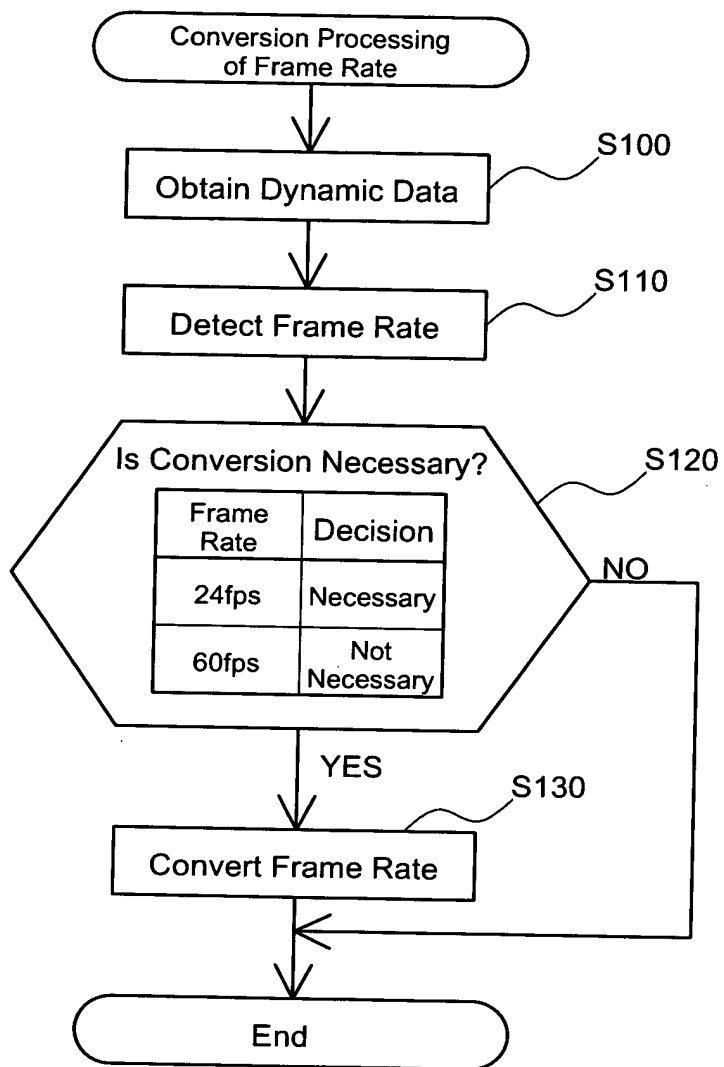 Conversion Processing
of Frame Rate
S100
Obtain Dynamic Data
S110
Detect Frame Rate
S120
Is Conversion Necessary?
Frame
Rate
Decision
24fps
Necessary
60fps
Not
Necessary
NO
YES
S130
Convert Frame Rate
End